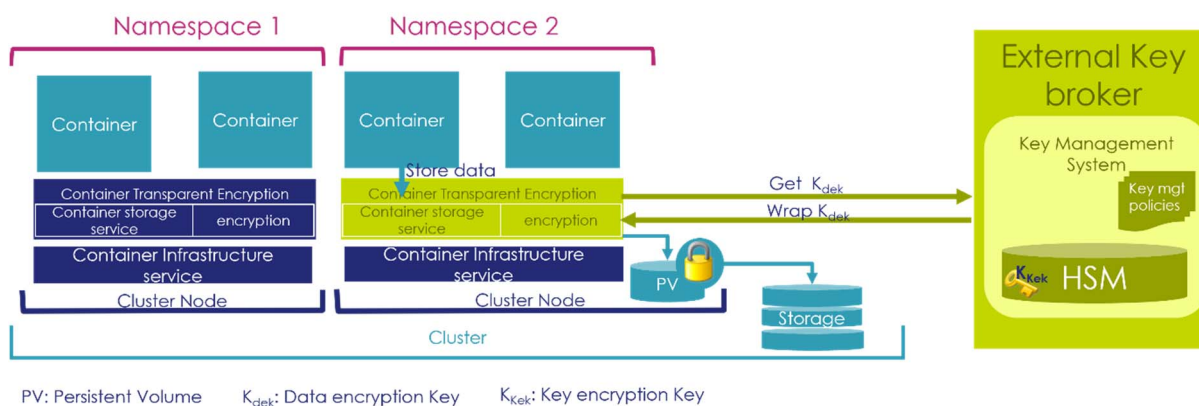 Namespace 1
Namespace 2
Container
Container
Container
Container
Store data
Container Transparent Encryption
Container storage service
encryption
Container Infrastructure service
Cluster Node
Container Transparent Encryption
Container storage service
encryption
Container Infrastructure service
Cluster Node
PV
Storage
Cluster
Get Kdek
Wrap Kdek
External Key
broker
Key Management
System
Key mgt
policies
KKek
HSM
PV: Persistent Volume
Kdek: Data encryption Key
KKek: Key encryption Key